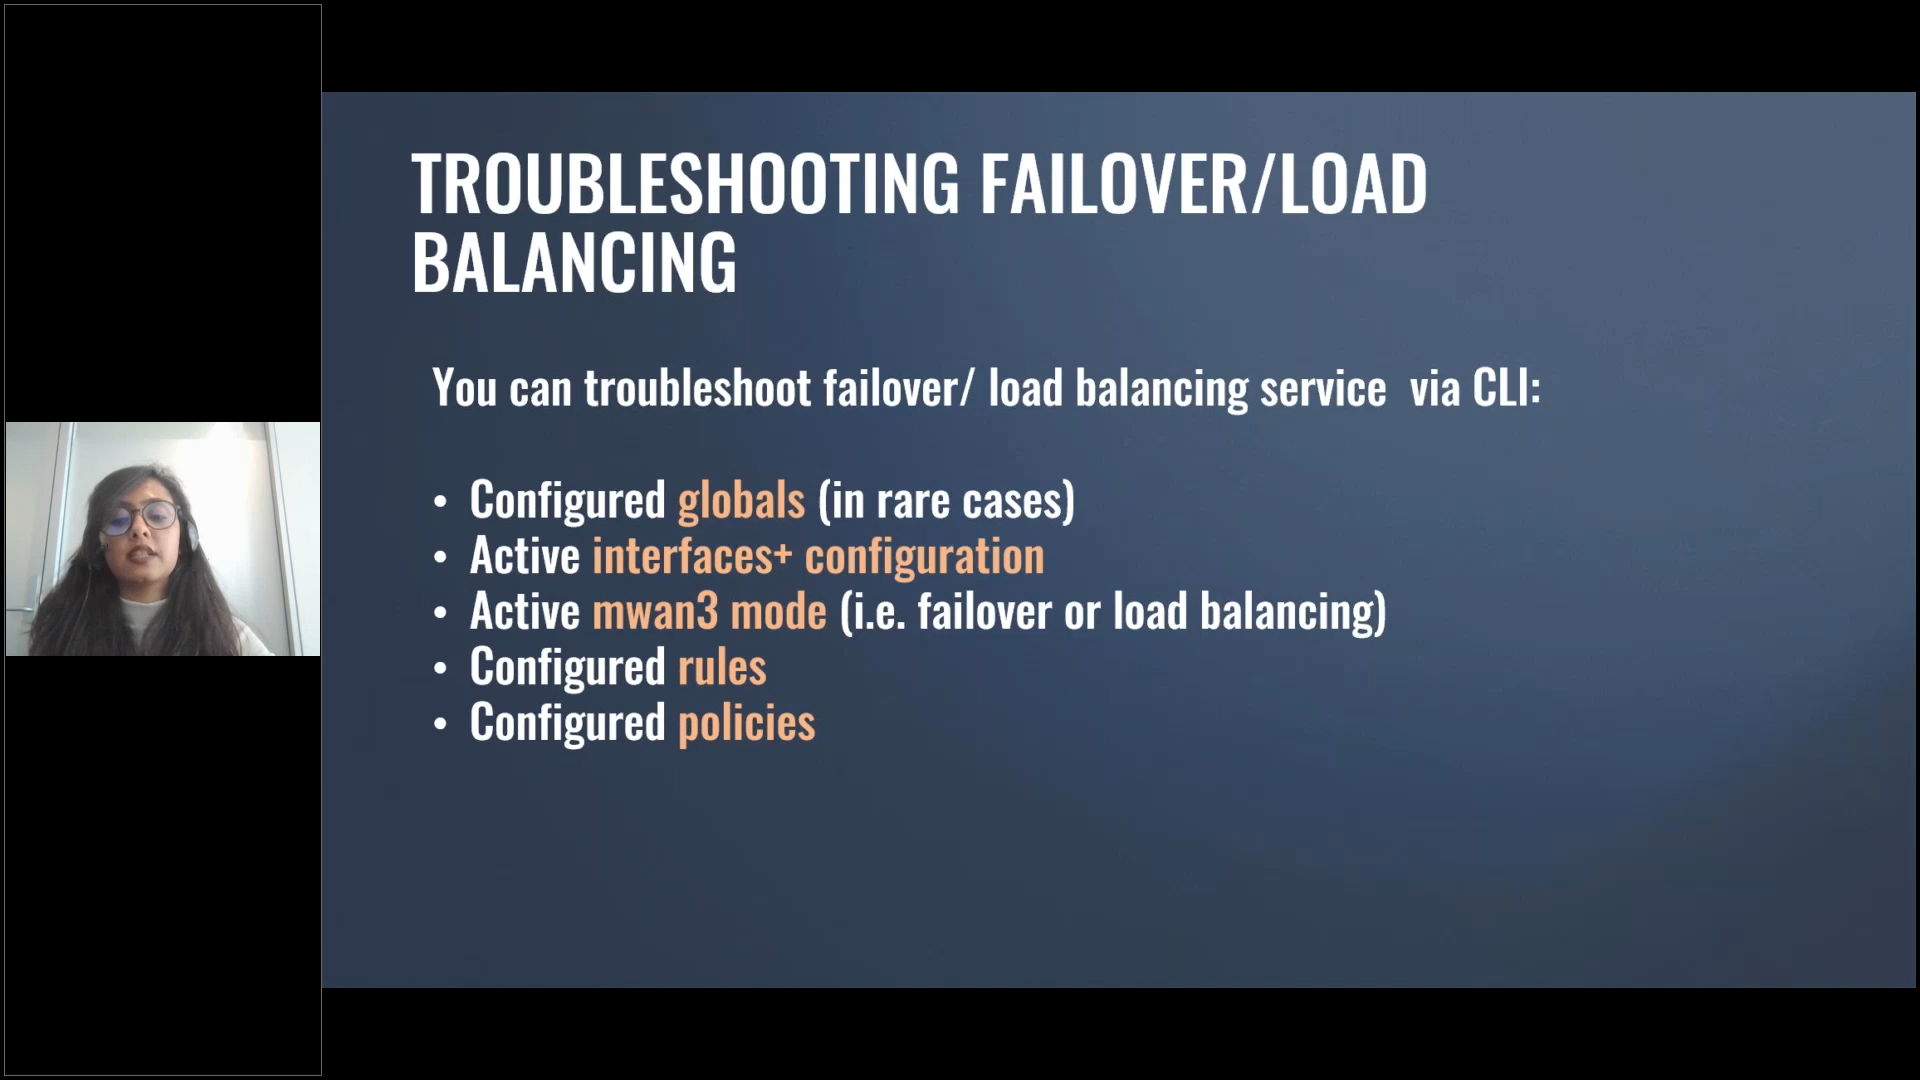 TROUBLESHOOTING FAILOVER/LOAD
BALANCING
You can troubleshoot failover/ load balancing service  via CLI:
• Configured globals (in rare cases)
• Active interfaces+ configuration
• Active mwan3 mode (i.e. failover or load balancing)
• Configured rules
• Configured policies